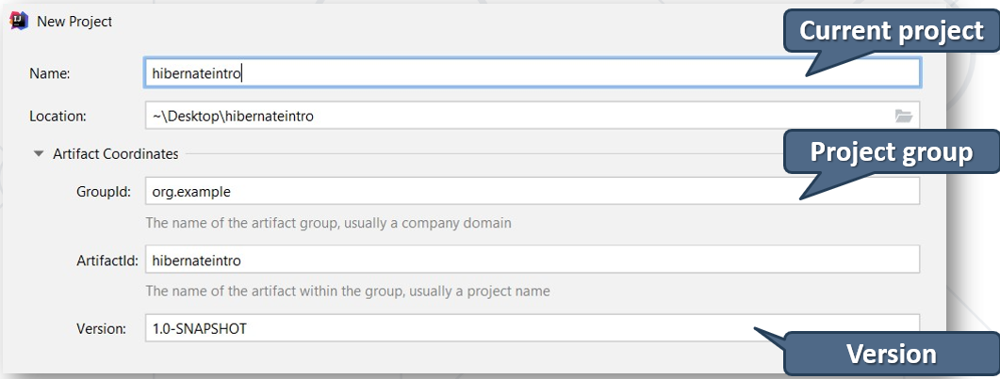 New Project
Current project
Name: hibernateintro
Location: ~\Desktop\hibernateintro
Artifact Coordinates
Project group
GroupId: org.example
The name of the artifact group, usually a company domain
ArtifactId: hibernateintro
The name of the artifact within the group, usually a project name
Version: 1.0-SNAPSHOT
Version